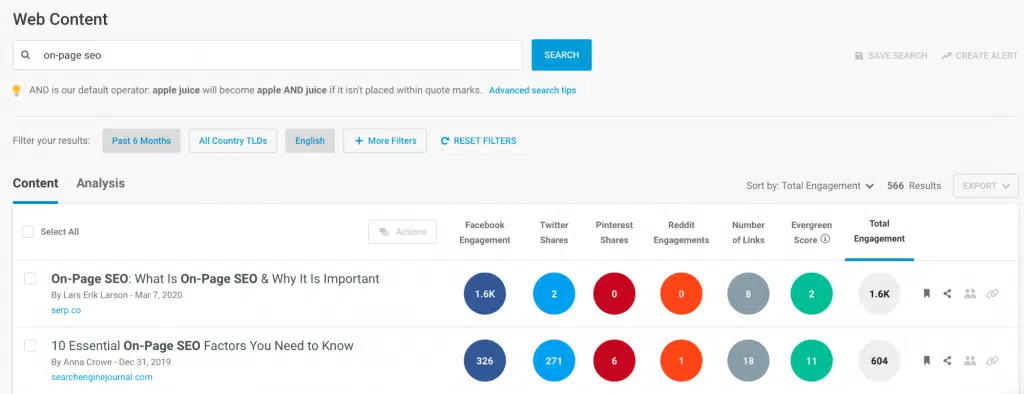 Web Content
on-page seo
SEARCH
SAVE SEARCH
CREATE ALERT
AND is our default operator: apple juice will become apple AND juice if it isn't placed within quote marks. Advanced search tips
Filter your results:
Past 6 Months
All Country TLDs
English
+ More Filters
RESET FILTERS
Content
Analysis
Sort by: Total Engagement
566 Results
EXPORT
Select All
Actions
Facebook
Engagement
Twitter
Shares
Pinterest
Shares
Reddit
Engagements
Number
of Links
Evergreen
Score
Total
Engagement
On-Page SEO: What Is On-Page SEO & Why It Is Important
By Lars Erik Larson - Mar 7, 2020
serp.co
1.6K
2
0
0
8
2
1.6K
10 Essential On-Page SEO Factors You Need to Know
By Anna Crowe - Dec 31, 2019
searchenginejournal.com
326
271
6
1
18
11
604